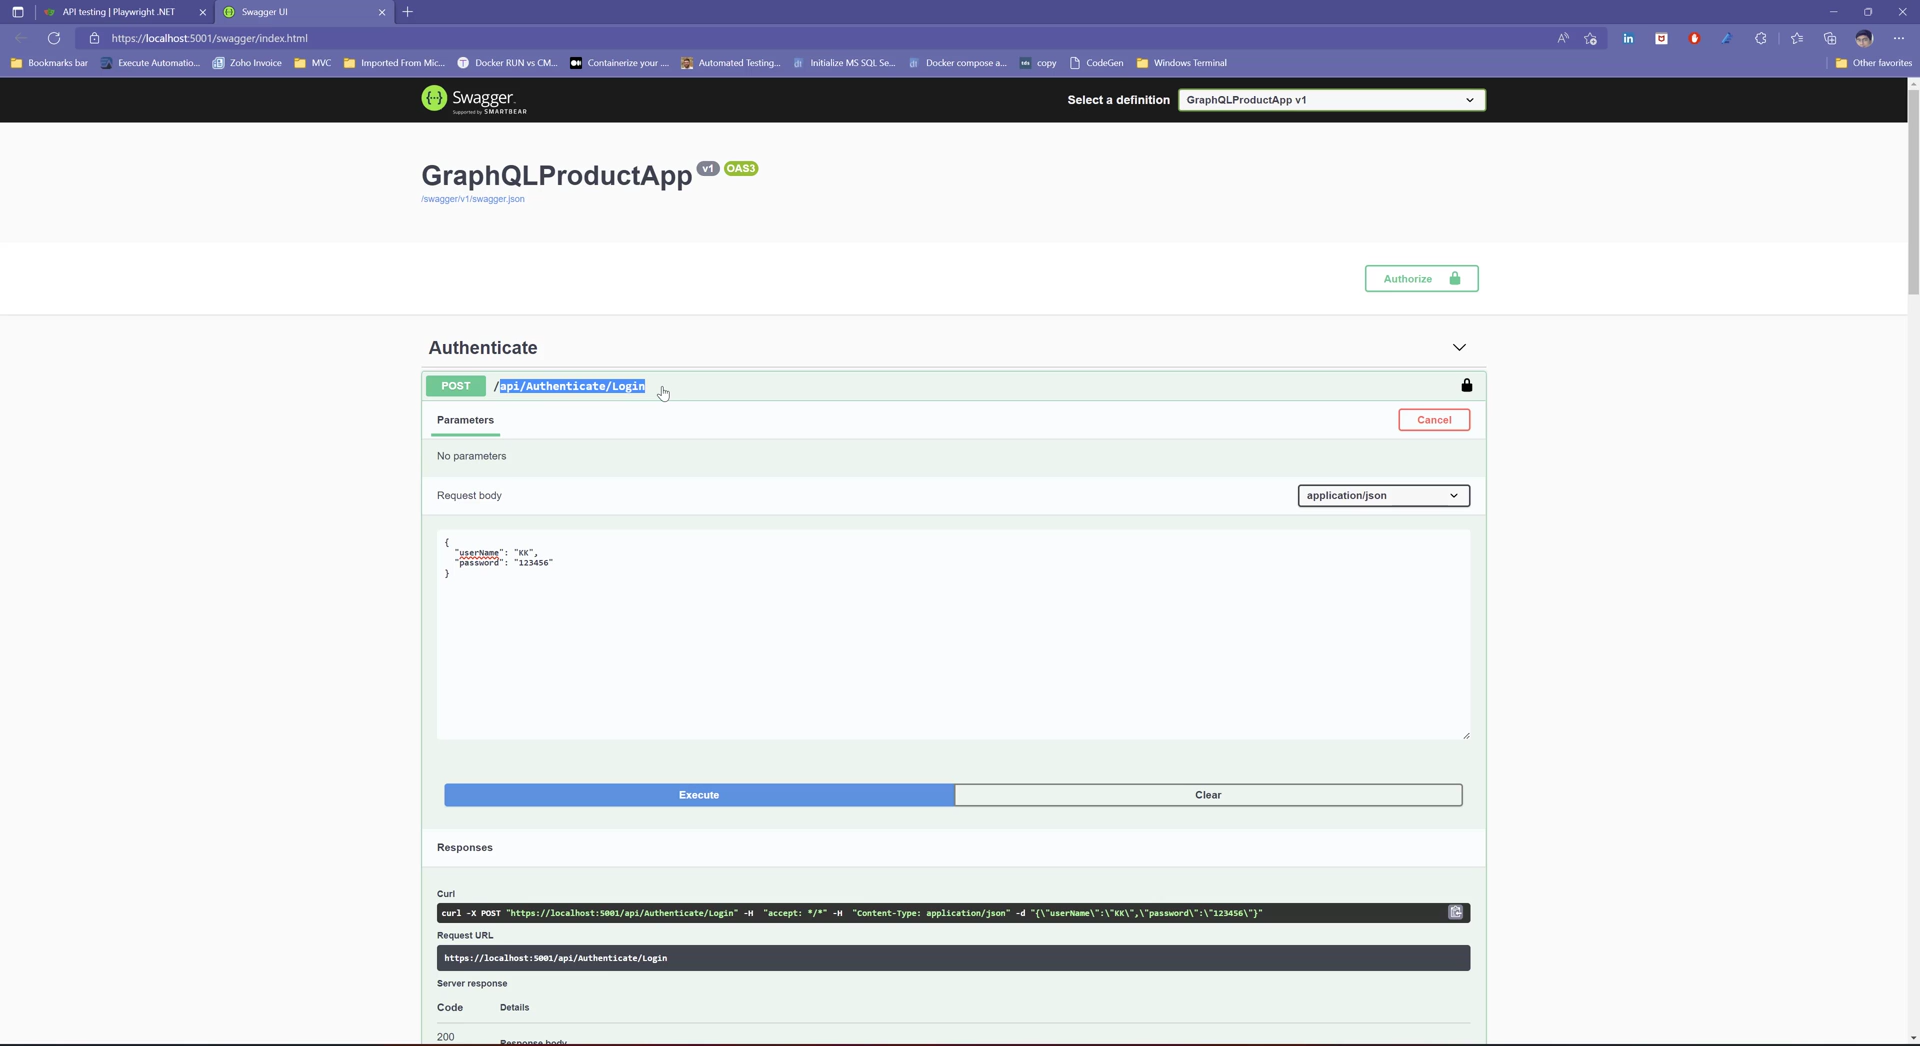 API testing | Playwright .NET
Swagger UI
https://localhost:5001/swagger/index.html
Bookmarks bar
Execute Automatio...
Zoho Invoice
MVC
Imported From Mic...
Docker RUN vs CM...
Containerize your ....
Automated Testing...
Initialize MS SQL Se...
Docker compose a...
copy
CodeGen
Windows Terminal
Other favorites
Swagger
Supported by SMARTBEAR
Select a definition
GraphQLProductApp v1
GraphQLProductApp v1 OAS3
/swagger/v1/swagger.json
Authorize
Authenticate
POST /api/Authenticate/Login
Parameters
Cancel
No parameters
Request body
application/json
{
"userName": "KK",
"password": "123456"
}
Execute
Clear
Responses
Curl
curl -X POST "https://localhost:5001/api/Authenticate/Login" -H  "accept: */*" -H  "Content-Type: application/json" -d "{\"userName\":\"KK\",\"password\":\"123456\"}"
Request URL
https://localhost:5001/api/Authenticate/Login
Server response
Code
Details
200
Response body